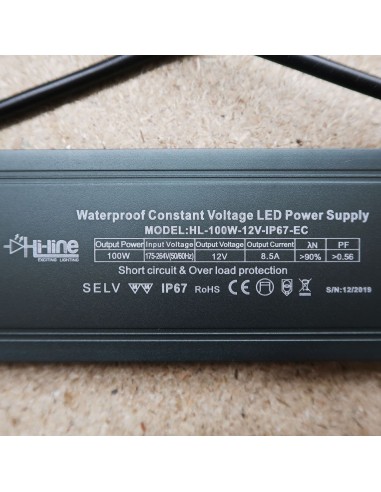 Waterproof Constant Voltage LED Power Supply
MODEL:HL-100W-12V-IP67-EC
Hi-line
EXCITING LIGHTING
Output Power Input Voltage Output Voltage Output Current λN PF
100W 175-264V(50/60Hz) 12V 8.5A >90% >0.56
Short circuit & Over load protection
SELV IP67 RoHS CE F S/N:12/2019